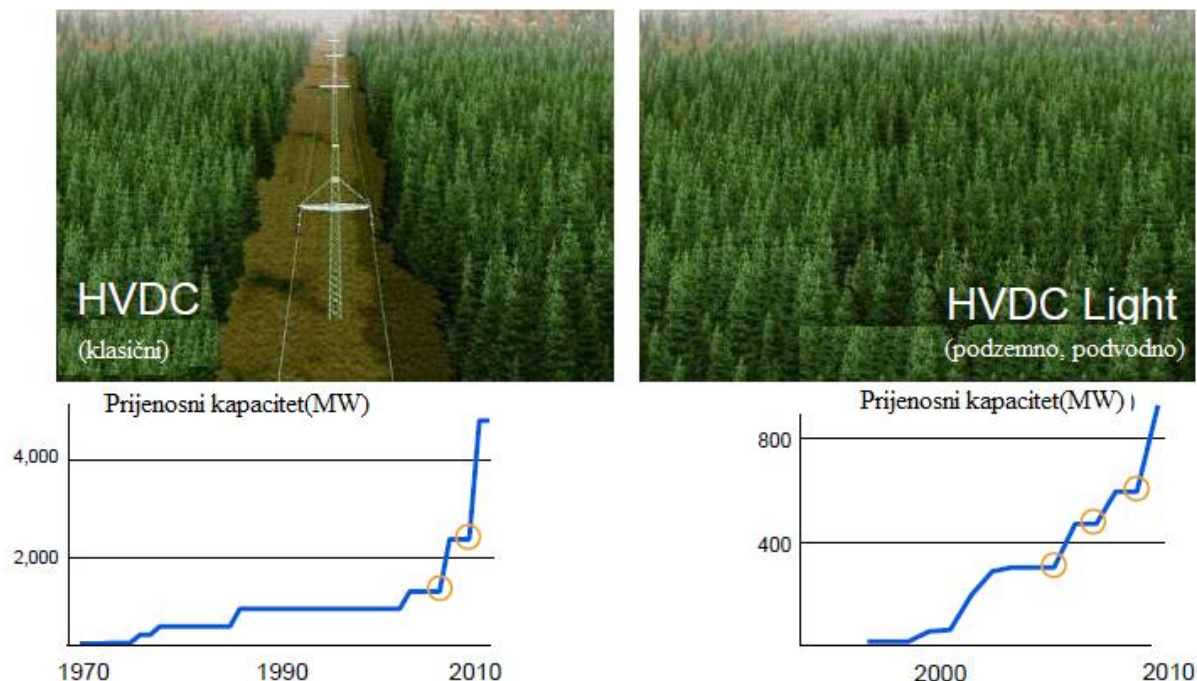 HVDC
(klasični)
HVDC Light
(podzemno, podvodno)
Prijenosni kapacitet(MW)
4,000
2,000
1970 1990 2010
Prijenosni kapacitet(MW) )
800
400
2000 2010